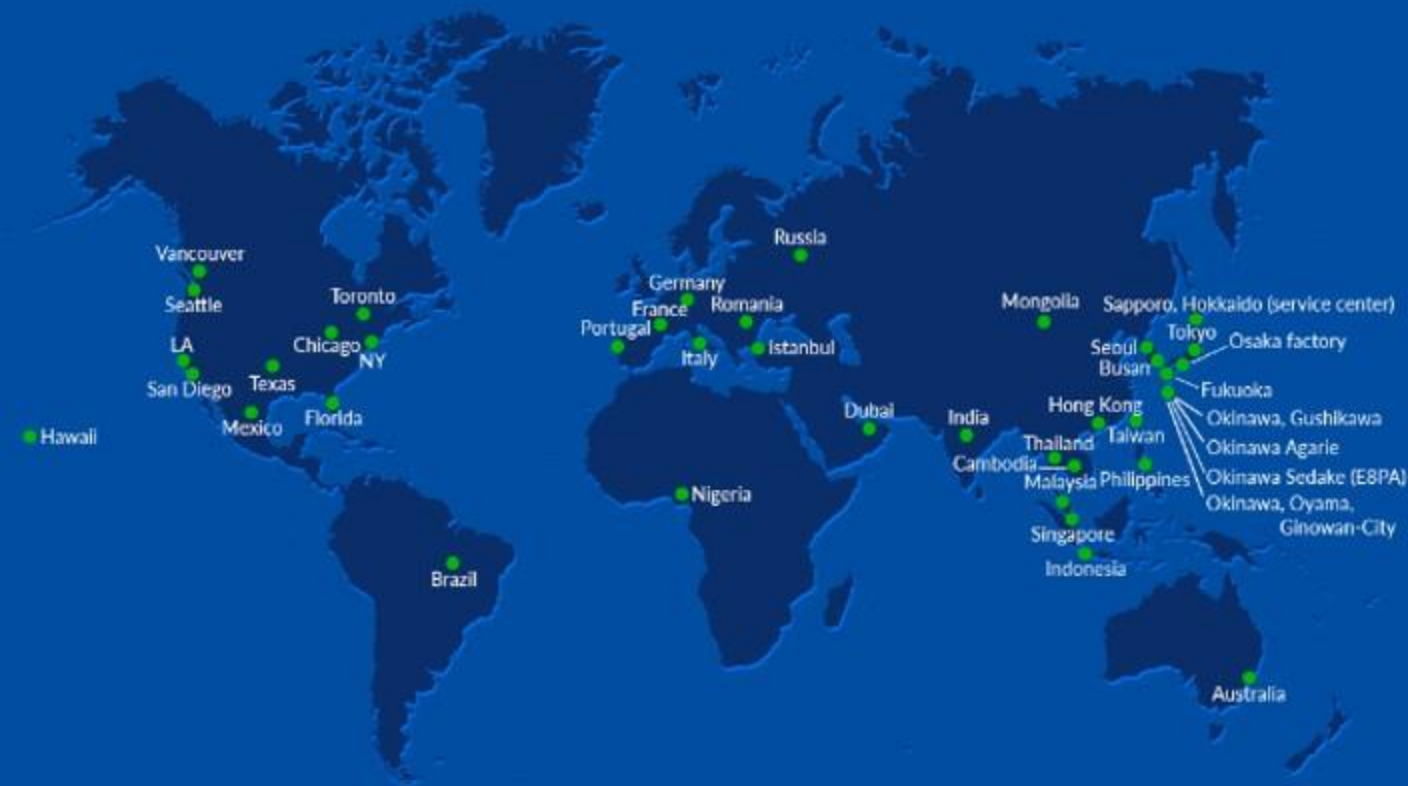 Vancouver
Seattle
Toronto
LA
Chicago
NY
San Diego
Texas
Florida
Mexico
Hawaii
Brazil
Russia
Germany
France
Romania
Portugal
Italy
Istanbul
Nigeria
Dubai
India
Mongolia
Sapporo, Hokkaido (service center)
Tokyo
Seoul
Osaka factory
Busan
Fukuoka
Hong Kong
Okinawa, Gushikawa
Taiwan
Thailand
Okinawa Agarie
Cambodia
Malaysia
Philippines
Okinawa Sedake (E8PA)
Okinawa, Oyama,
Ginowan-City
Singapore
Indonesia
Australia